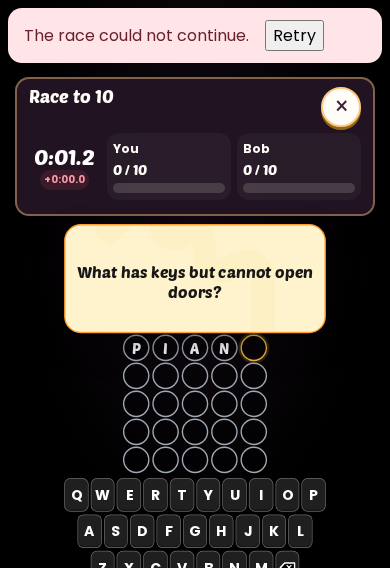 The race could not continue. Retry
Race to 10
×
0:01.2
+0:00.0
You
0 / 10
Bob
0 / 10
What has keys but cannot open
doors?
P I A N
Q W E R T Y U I O P
A S D F G H J K L
Z X C V B N M